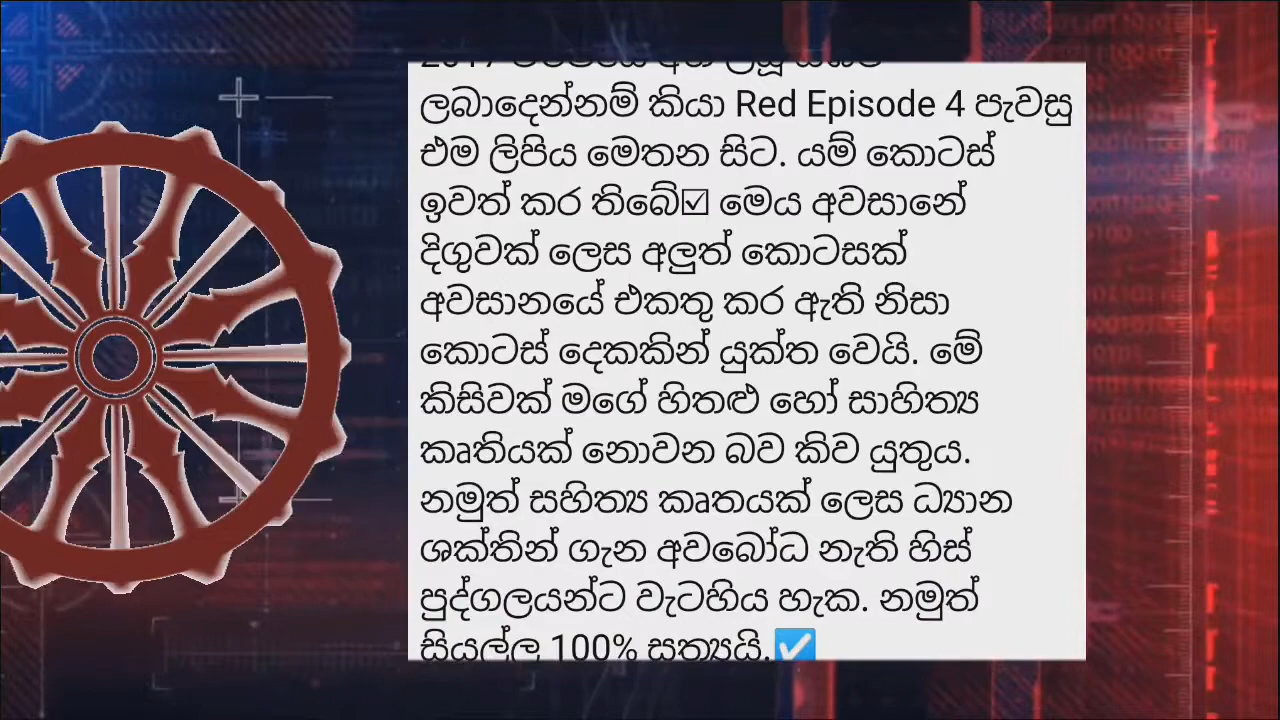 ලබාදෙන්නම් කියා Red Episode 4 පැවසු
එම ලිපිය මෙතන සිට. යම් කොටස්
ඉවත් කර තිබේ☑ මෙය අවසානේ
දිගුවක් ලෙස අලුත් කොටසක්
අවසානයේ එකතු කර ඇති නිසා
කොටස් දෙකකින් යුක්ත වෙයි. මේ
කිසිවක් මගේ හිතළු හෝ සාහිත්‍ය
කෘතියක් නොවන බව කිව යුතුය.
නමුත් සහිත්‍ය කෘතයක් ලෙස ධ්‍යාන
ශක්තින් ගැන අවබෝධ නැති හිස්
පුද්ගලයන්ට වැටහිය හැක. නමුත්
සියල්ල 100% සත්‍යයි.✅